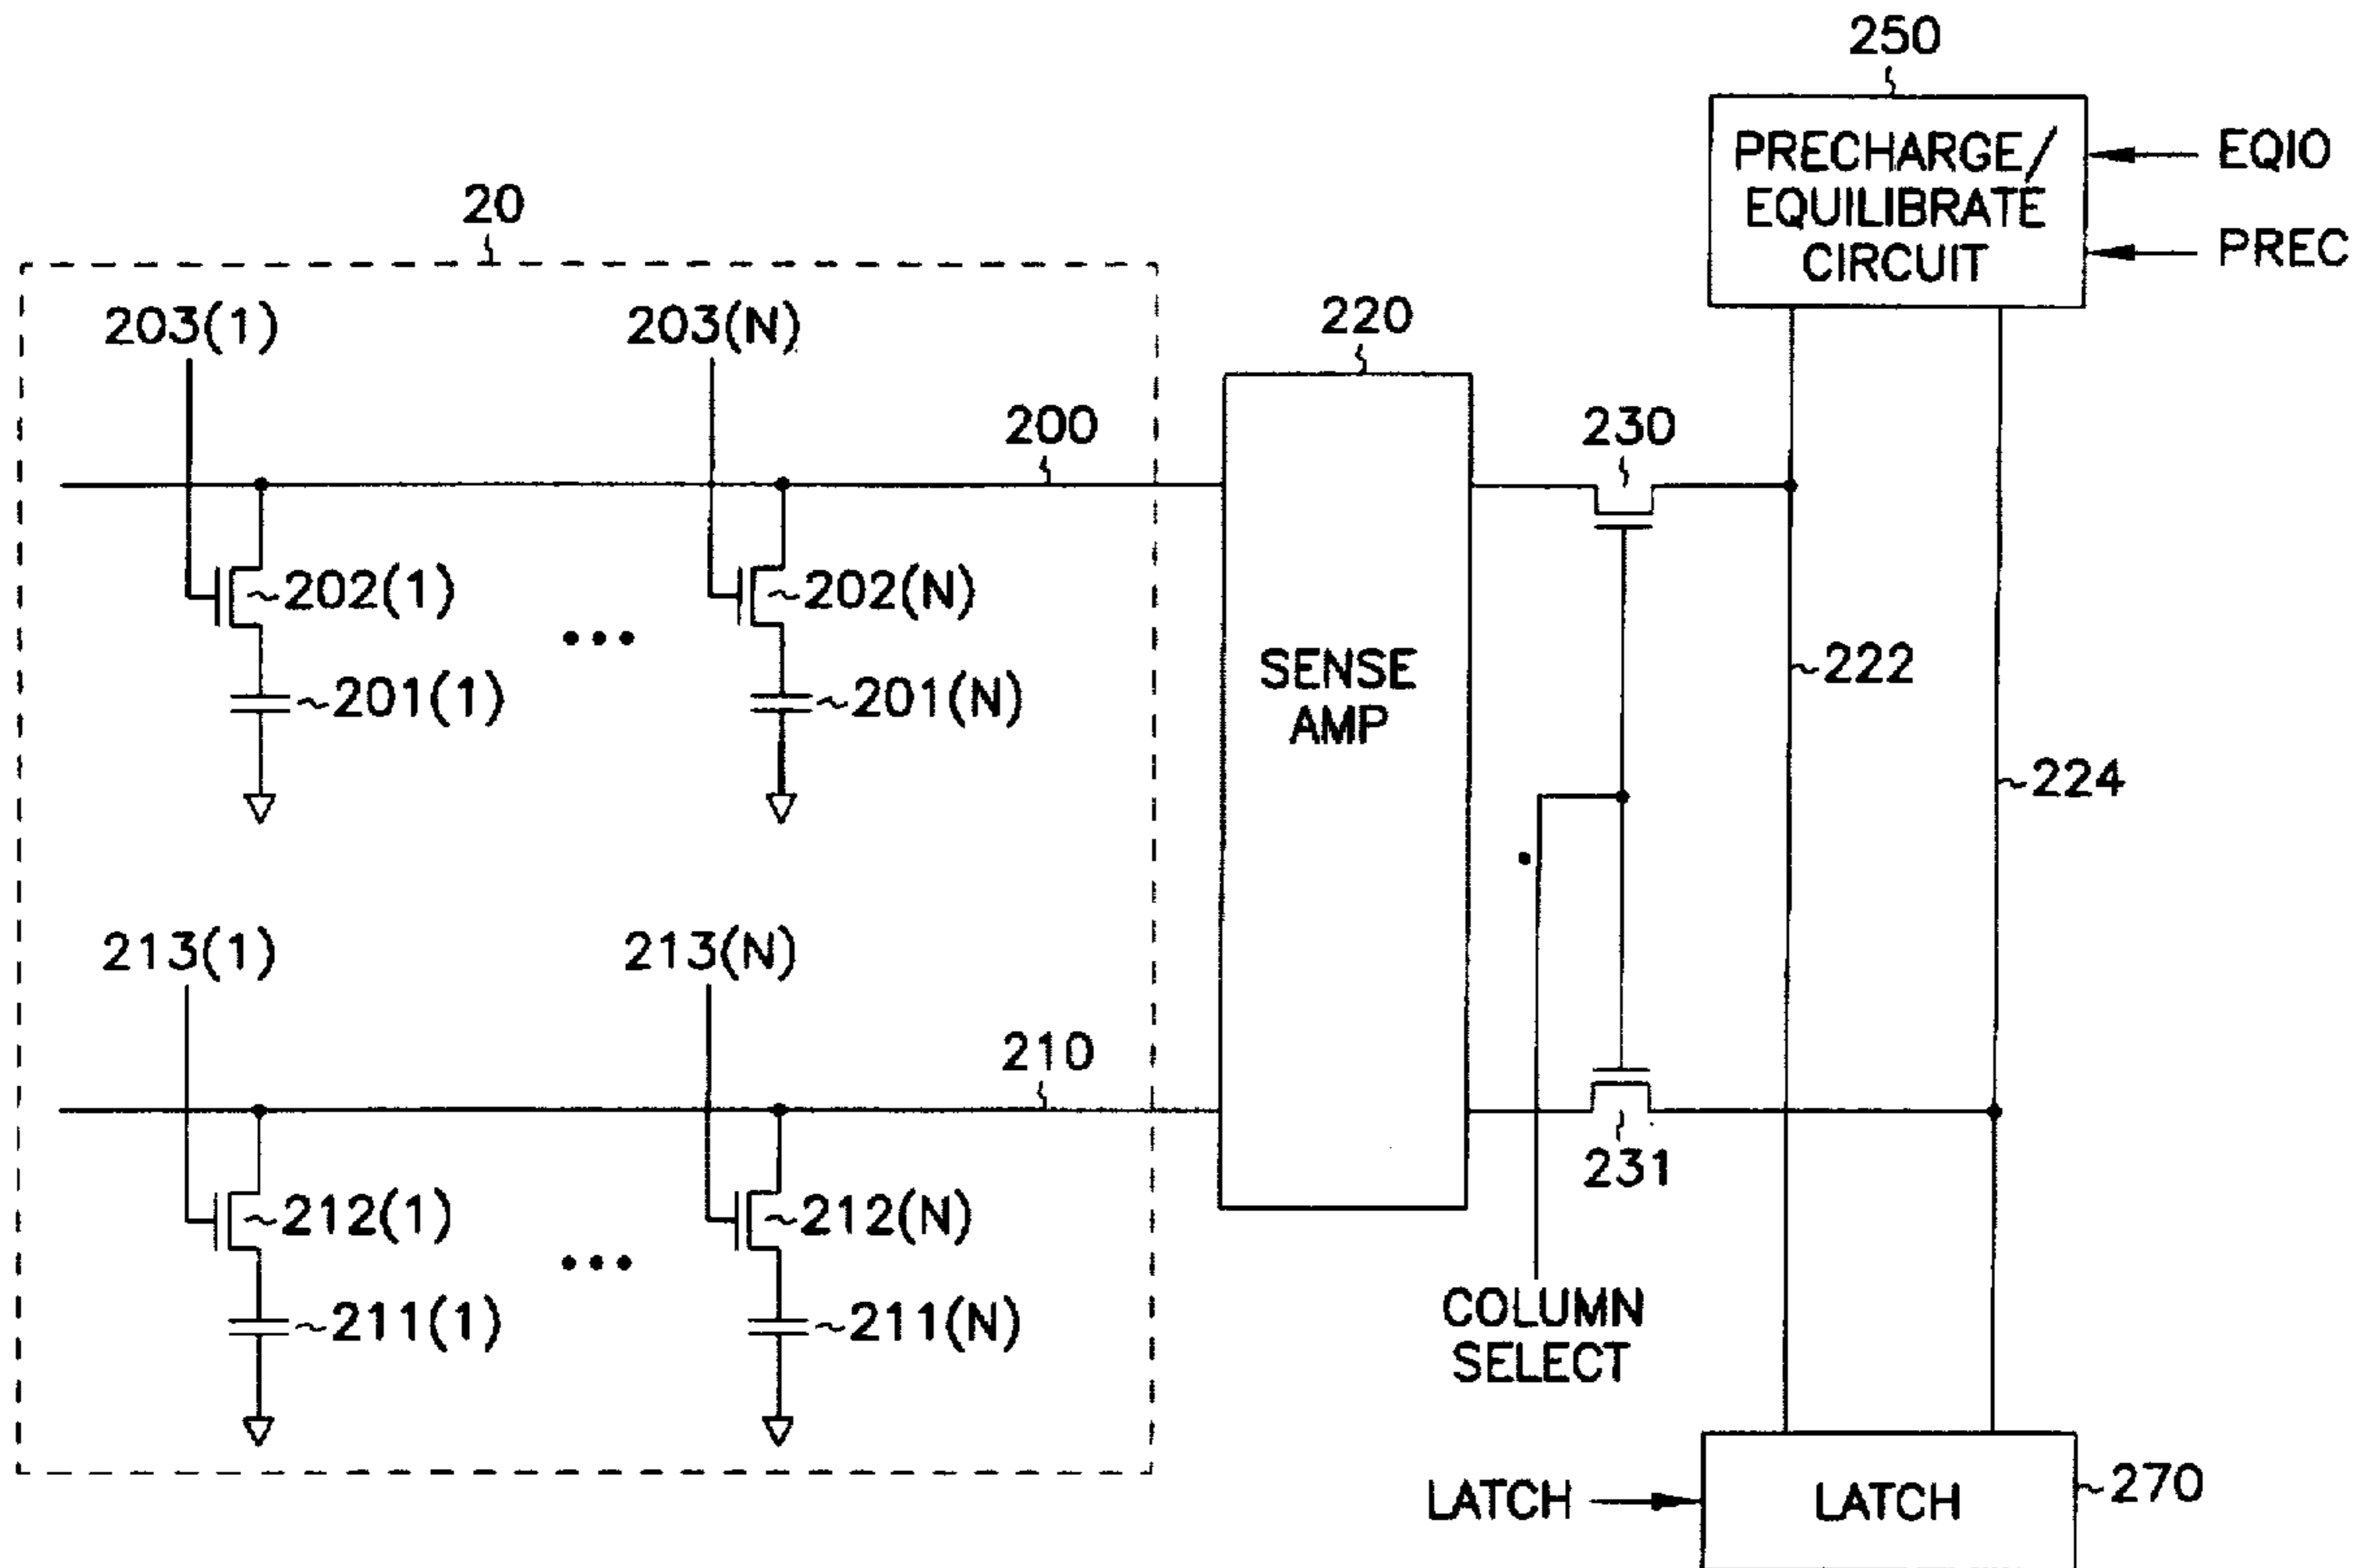 250
PRECHARGE/
EQUILIBRATE
CIRCUIT
EQIO
PREC
20
203(1)
203(N)
200
220
230
202(1)
202(N)
201(1)
201(N)
SENSE
AMP
222
224
213(1)
213(N)
210
231
212(1)
212(N)
211(1)
211(N)
COLUMN
SELECT
LATCH
LATCH
270